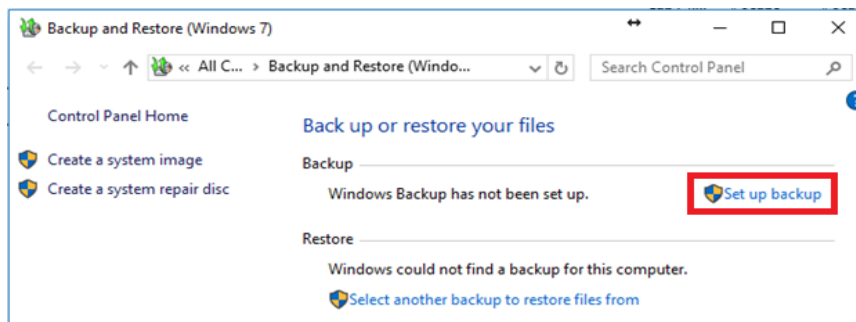 Backup and Restore (Windows 7)
« All C... > Backup and Restore (Windo...
Search Control Panel
Control Panel Home
Create a system image
Create a system repair disc
Back up or restore your files
Backup
Windows Backup has not been set up.
Set up backup
Restore
Windows could not find a backup for this computer.
Select another backup to restore files from